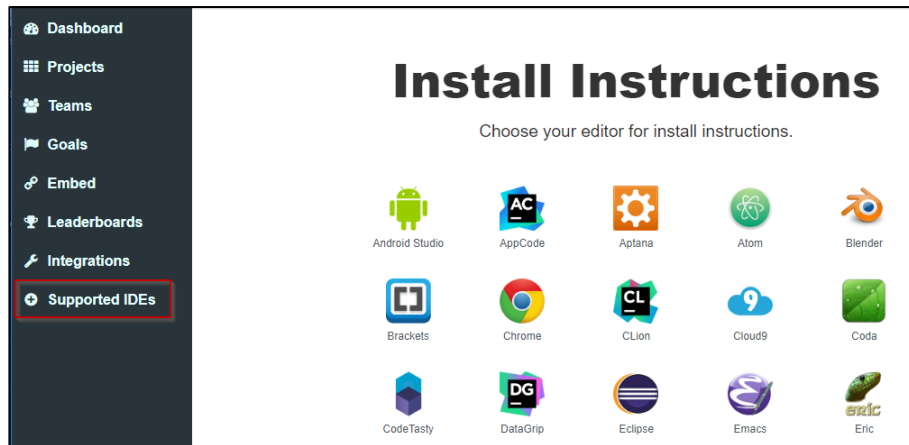 Dashboard
Projects
Teams
Goals
Embed
Leaderboards
Integrations
Supported IDEs
Install Instructions
Choose your editor for install instructions.
Android Studio
AC
AppCode
Aptana
Atom
Blender
Brackets
Chrome
CL
CLion
9
Cloud9
Coda
CodeTasty
DG
DataGrip
Eclipse
Emacs
eric
Eric